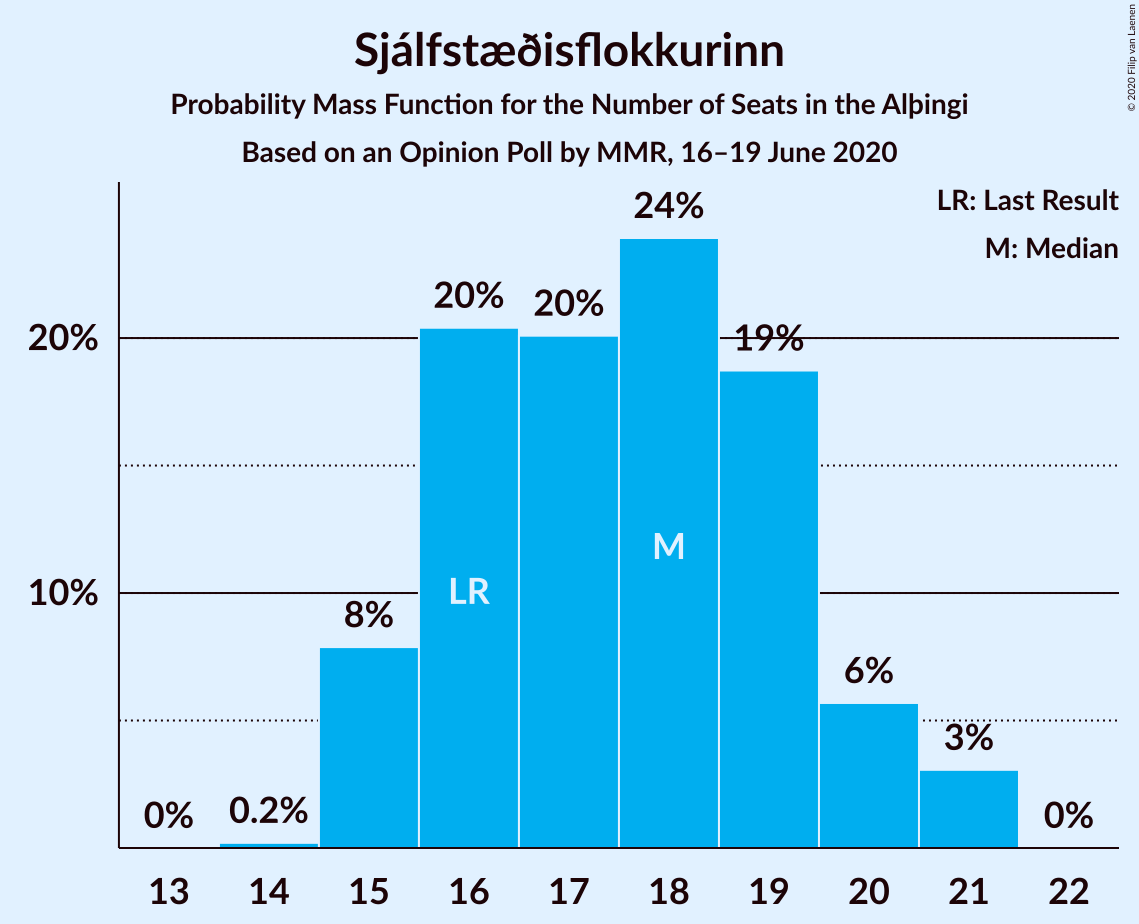 Sjálfstæðisflokkurinn
Probability Mass Function for the Number of Seats in the Alþingi
Based on an Opinion Poll by MMR, 16–19 June 2020
© 2020 Filip van Laenen
LR: Last Result
M: Median
20%
10%
0%
0.2%
8%
20%
20%
24%
19%
6%
3%
0%
LR
M
13 14 15 16 17 18 19 20 21 22